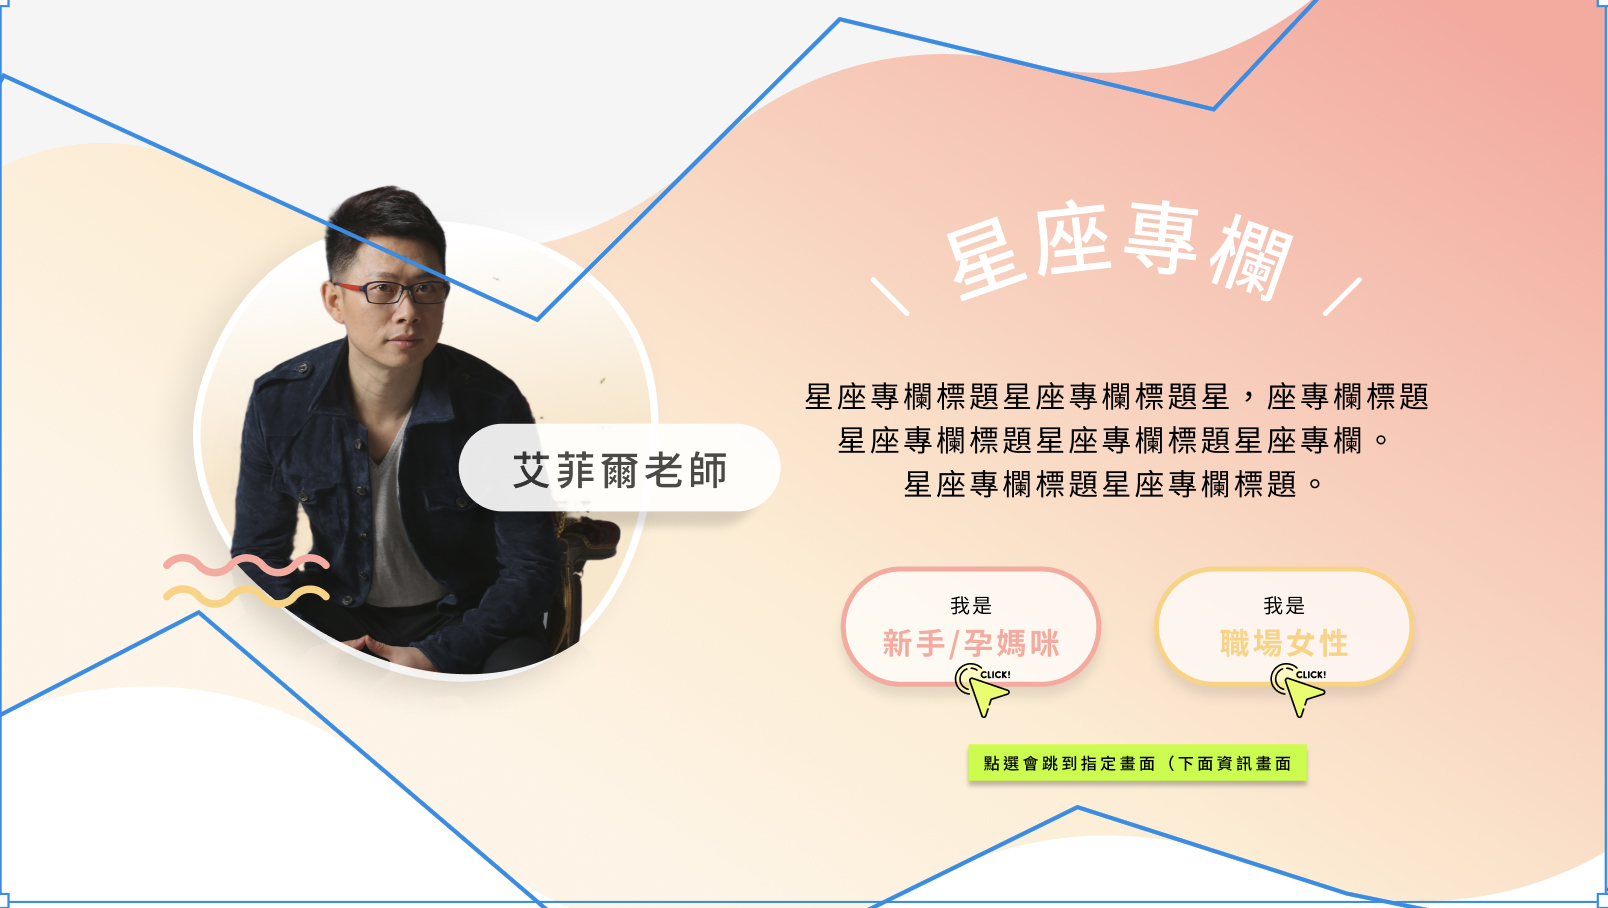 星座專欄
星座專欄標題星座專欄標題星，座專欄標題
星座專欄標題星座專欄標題星座專欄。
星座專欄標題星座專欄標題。
艾菲爾老師
我是
新手/孕媽咪
CLICK!
我是
職場女性
CLICK!
點選會跳到指定畫面（下面資訊畫面